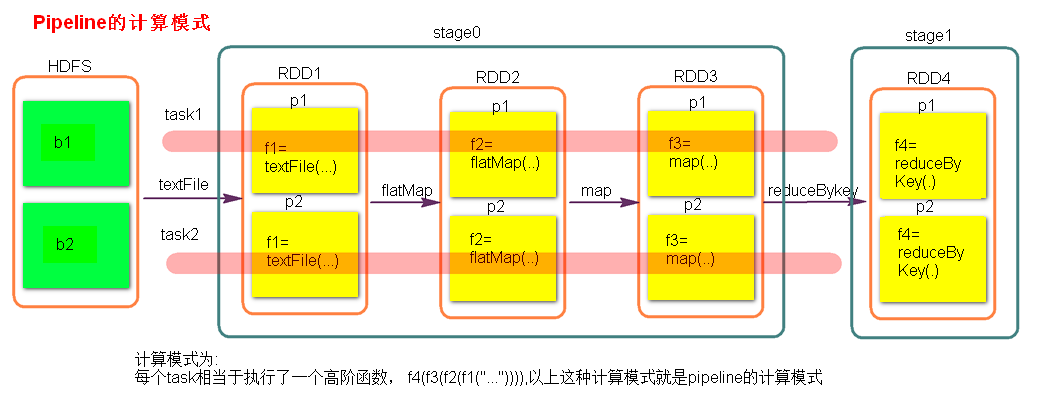 Pipeline的计算模式
stage0
stage1
HDFS
RDD1
RDD2
RDD3
RDD4
p1
p1
p1
p1
b1
task1
f1=
textFile(...)
f2=
flatMap(..)
f3=
map(..)
f4=
reduceBy
Key(.)
textFile
flatMap
map
reduceBykey
p2
p2
p2
p2
b2
task2
f1=
textFile(...)
f2=
flatMap(..)
f3=
map(..)
f4=
reduceBy
Key(.)
计算模式为:
每个task相当于执行了一个高阶函数， f4(f3(f2(f1("...")))),以上这种计算模式就是pipeline的计算模式